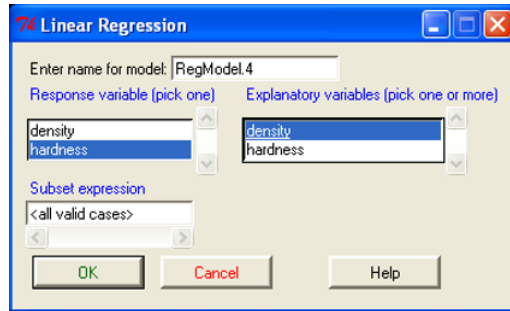 74 Linear Regression
Enter name for model: RegModel.4
Response variable (pick one) Explanatory variables (pick one or more)
density density
hardness hardness
Subset expression
<all valid cases>
OK Cancel Help